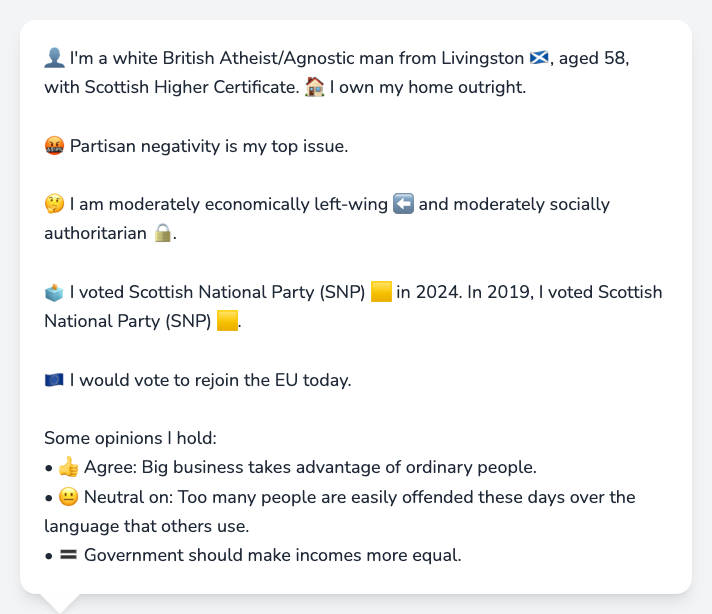 👤 I'm a white British Atheist/Agnostic man from Livingston 🏴󠁧󠁢󠁳󠁣󠁴󠁿, aged 58,
with Scottish Higher Certificate. 🏠 I own my home outright.
🤬 Partisan negativity is my top issue.
🤔 I am moderately economically left-wing ⬅️ and moderately socially
authoritarian 🔒.
🗳️ I voted Scottish National Party (SNP) 🟨 in 2024. In 2019, I voted Scottish
National Party (SNP) 🟨.
🇪🇺 I would vote to rejoin the EU today.
Some opinions I hold:
• 👍 Agree: Big business takes advantage of ordinary people.
• 😐 Neutral on: Too many people are easily offended these days over the
language that others use.
• 🟰 Government should make incomes more equal.